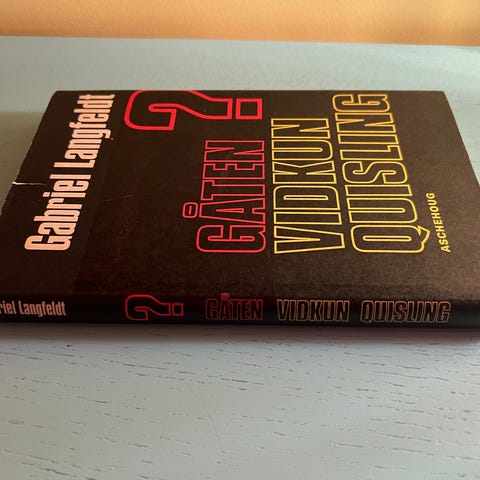 Gabriel Langfeldt
?
GÅTEN
VIDKUN
QUISLING
ASCHEHOUG
riel Langfeldt ? GÅTEN VIDKUN QUISLING